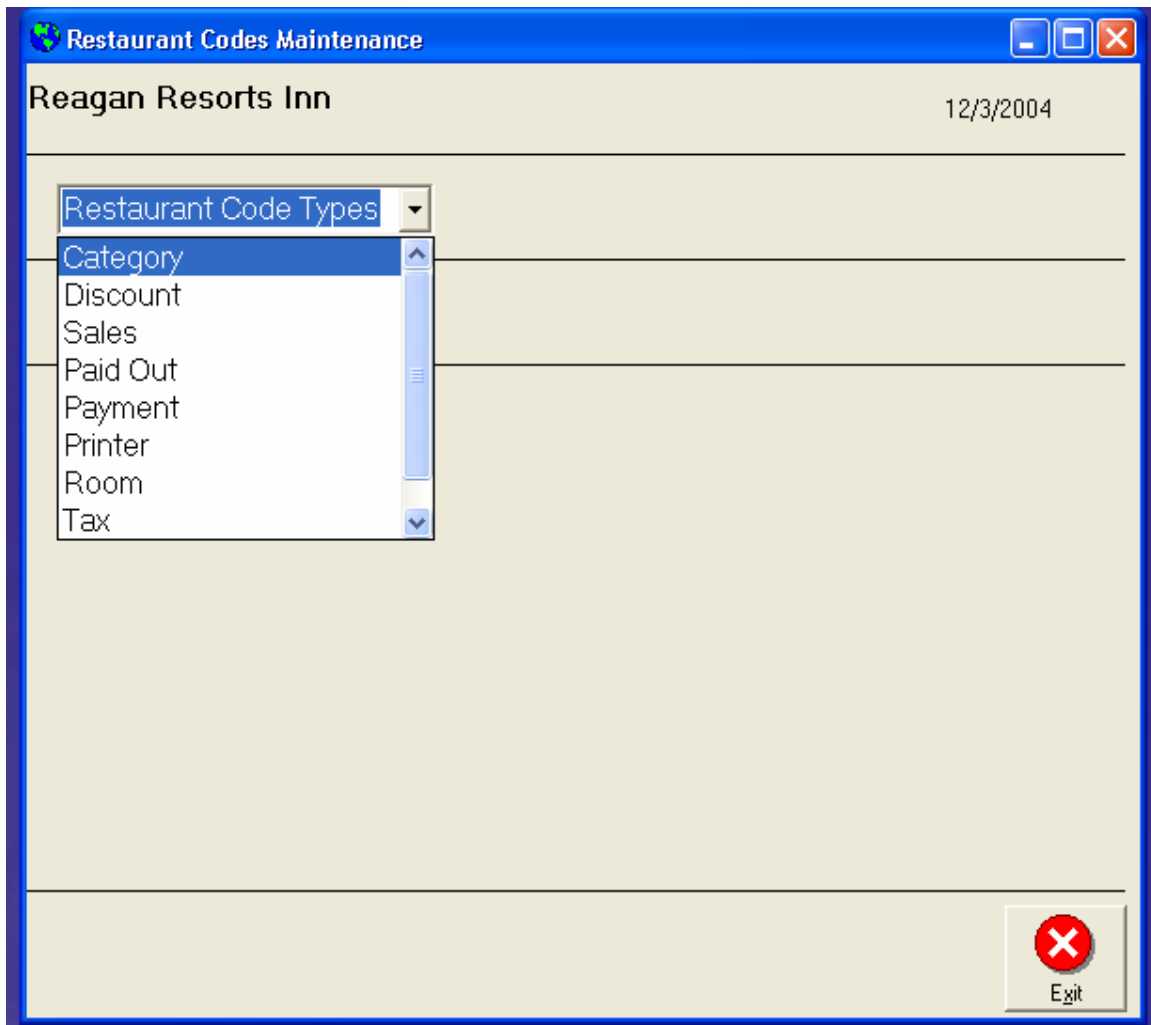 Restaurant Codes Maintenance
Reagan Resorts Inn
12/3/2004
Restaurant Code Types
Category
Discount
Sales
Paid Out
Payment
Printer
Room
Tax
Exit